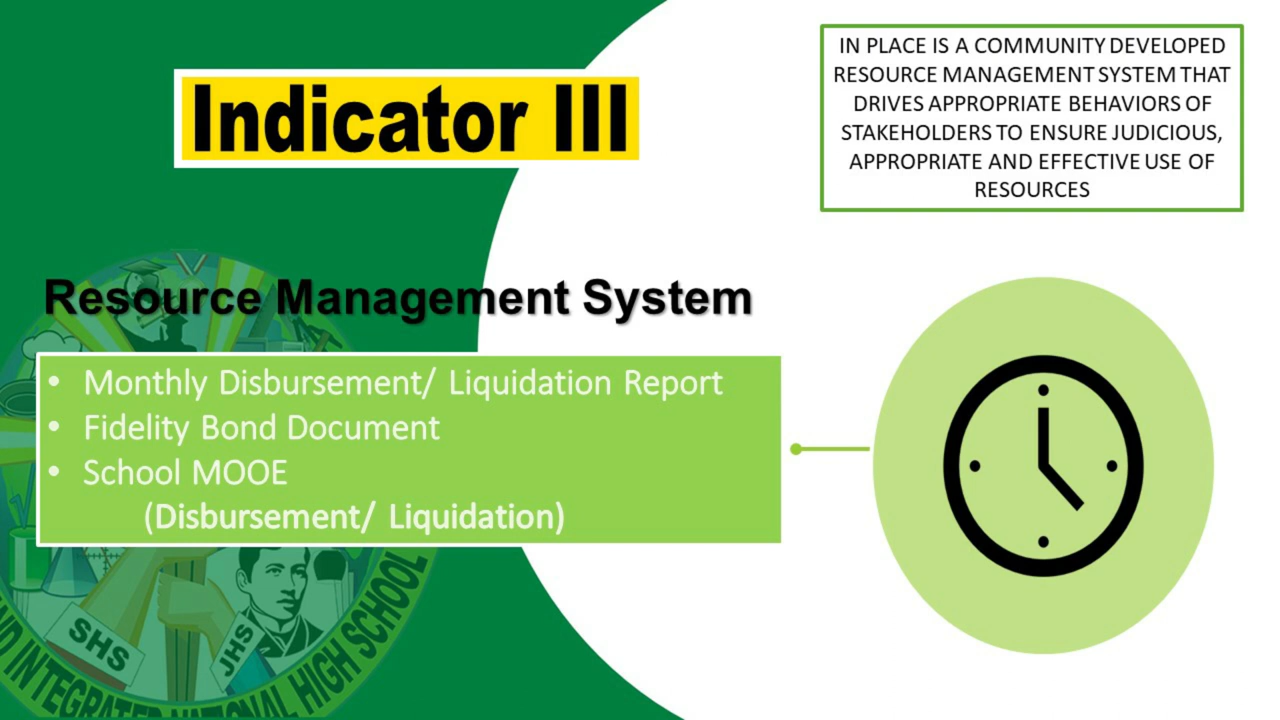 Indicator III
IN PLACE IS A COMMUNITY DEVELOPED
RESOURCE MANAGEMENT SYSTEM THAT
DRIVES APPROPRIATE BEHAVIORS OF
STAKEHOLDERS TO ENSURE JUDICIOUS,
APPROPRIATE AND EFFECTIVE USE OF
RESOURCES
Resource Management System
• Monthly Disbursement/ Liquidation Report
• Fidelity Bond Document
• School MOOE
(Disbursement/ Liquidation)
SHS
JHS
INTEGRATED NATIONAL HIGH SCHOOL